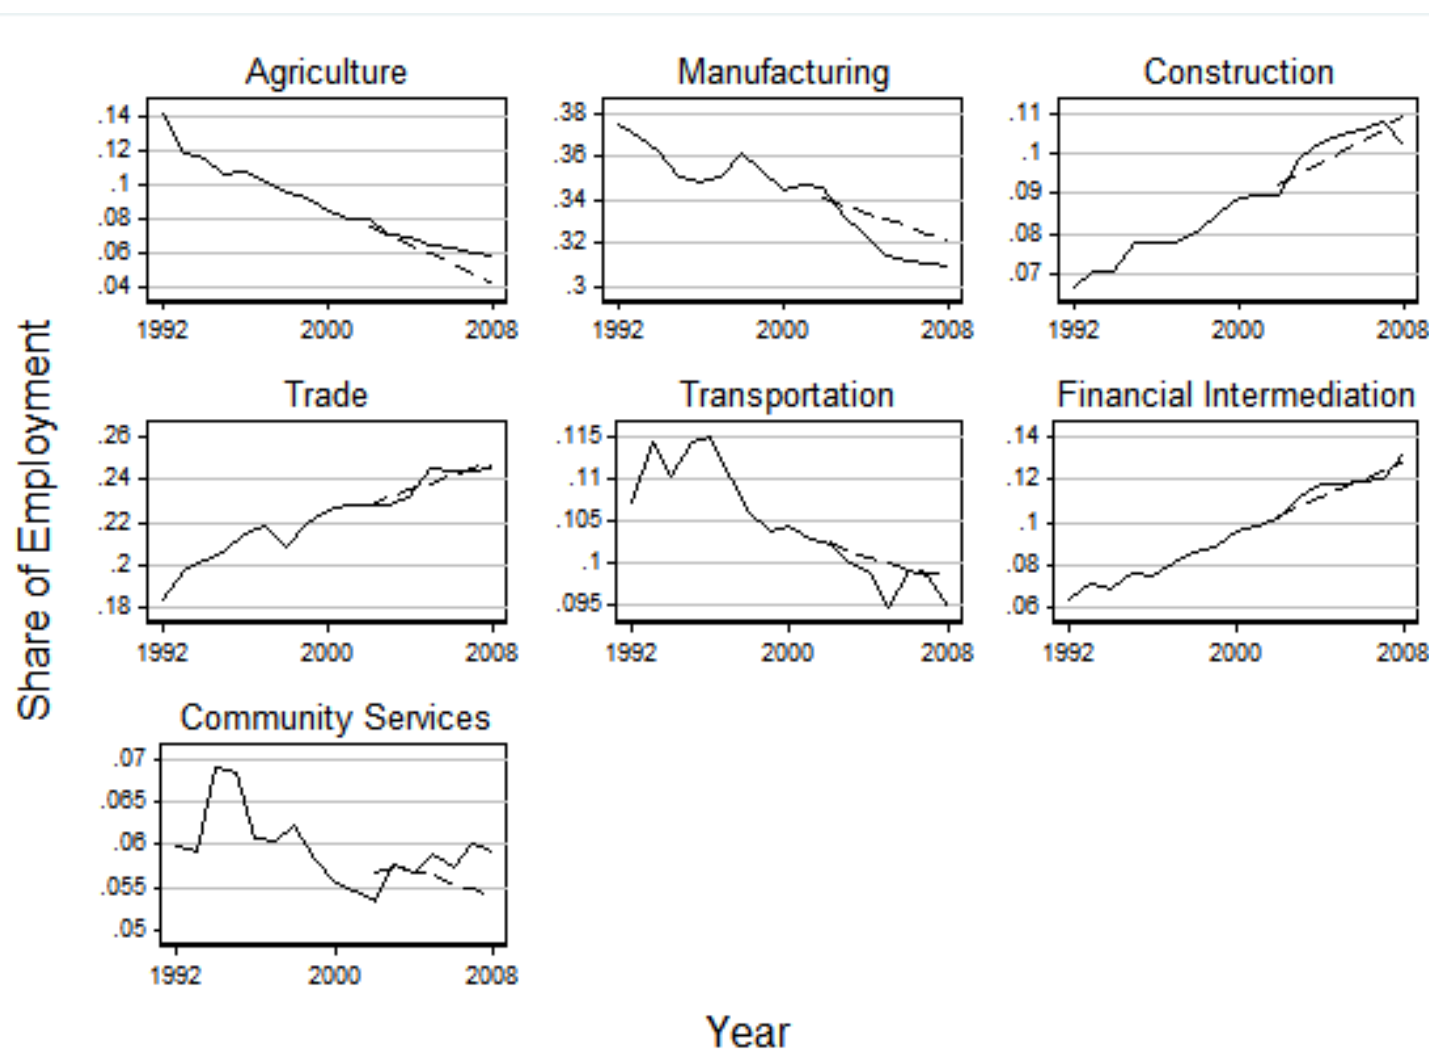 Agriculture
.14
.12
.1
.08
.06
.04
1992 2000 2008
Manufacturing
.38
.36
.34
.32
.3
1992 2000 2008
Construction
.11
.1
.09
.08
.07
1992 2000 2008
Share of Employment
Trade
.26
.24
.22
.2
.18
1992 2000 2008
Transportation
.115
.11
.105
.1
.095
1992 2000 2008
Financial Intermediation
.14
.12
.1
.08
.06
1992 2000 2008
Community Services
.07
.065
.06
.055
.05
1992 2000 2008
Year